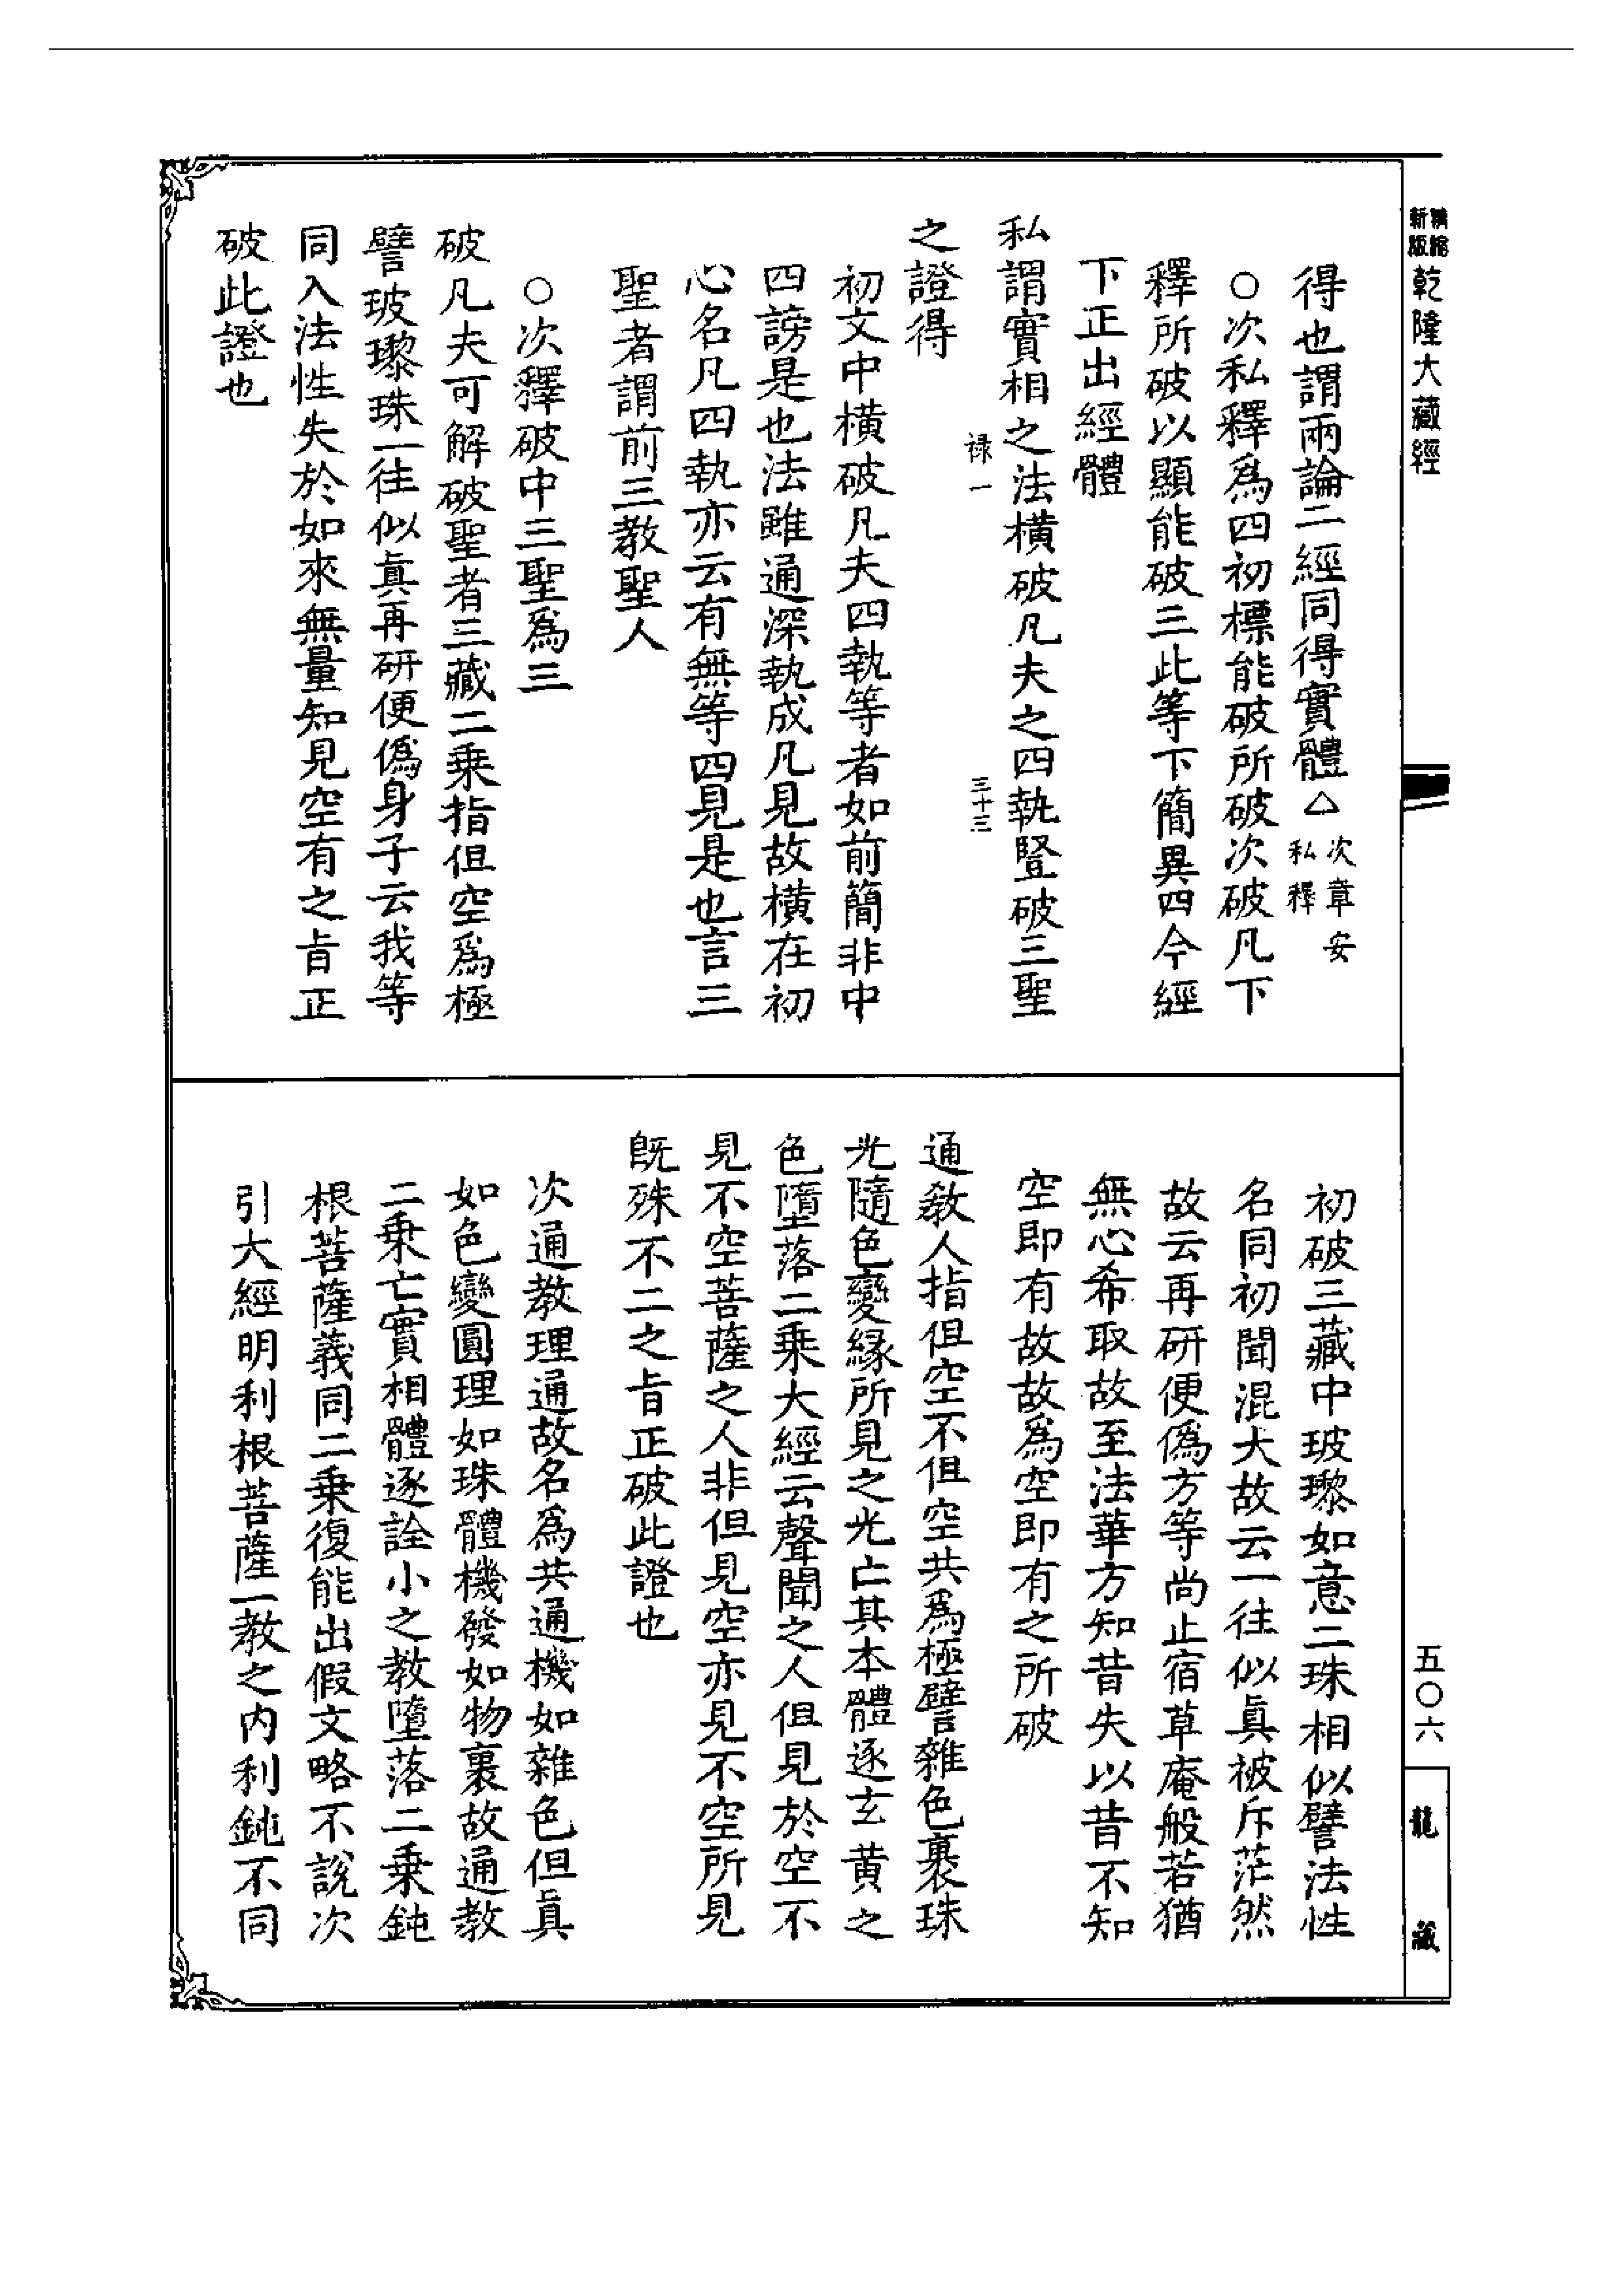 精縮新版乾隆大藏經
得也謂兩論二經同得實體△次章安私釋
○次私釋爲四初標能破所破次破凡下
釋所破以顯能破三此等下簡異四今經
下正出經體
私謂實相之法橫破凡夫之四執豎破三聖
祿一 三十三
之證得
初文中橫破凡夫四執等者如前簡非中
四謗是也法雖通深執成凡見故橫在初
心名凡四執亦云有無等四見是也言三
聖者謂前三教聖人
○次釋破中三聖爲三
破凡夫可解破聖者三藏二乘指但空爲極
譬玻瓈珠一往似眞再研便僞身子云我等
同入法性失於如來無量知見空有之㫖正
破此證也
初破三藏中玻瓈如意二珠相似譬法性
名同初聞混大故云一往似眞被斥茫然
故云再研便僞方等尚止宿草庵般若猶
無心希取故至法華方知昔失以昔不知
空即有故故爲空即有之所破
通教人指但空不但空共爲極譬雜色裹珠
光隨色變緣所見之光亡其本體逐玄黃之
色墮落二乘大經云聲聞之人但見於空不
見不空菩薩之人非但見空亦見不空所見
旣殊不二之㫖正破此證也
次通教理通故名爲共通機如雜色但眞
如色變圓理如珠體機發如物裹故通教
二乘亡實相體逐詮小之教墮落二乘鈍
根菩薩義同二乘復能出假文略不說次
引大經明利根菩薩一教之內利鈍不同
五〇六
龍藏